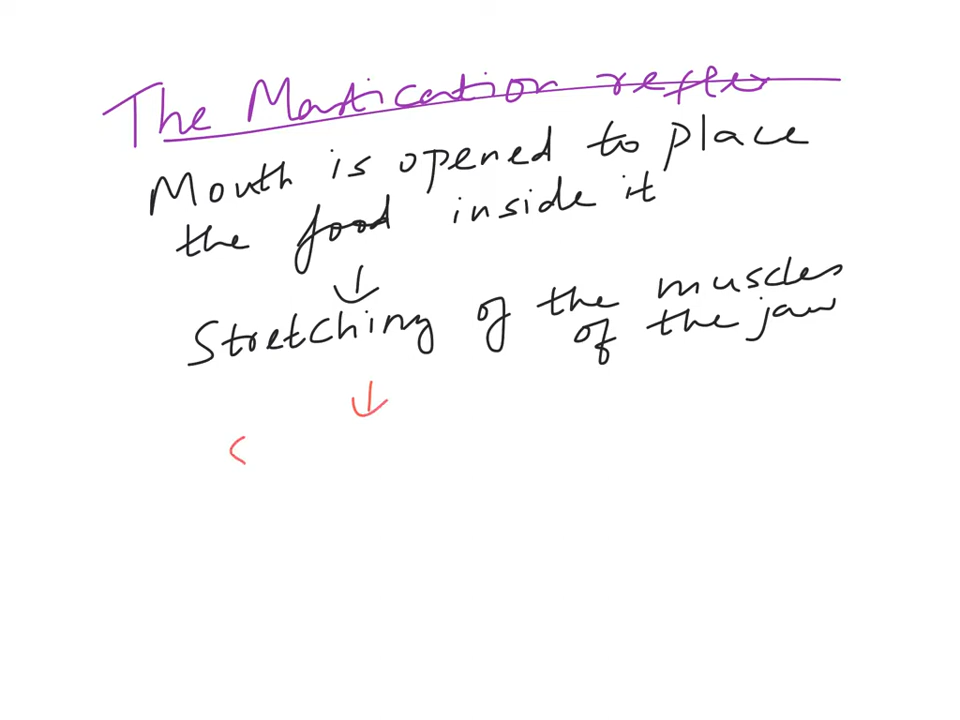 The Mastication reflex
Mouth is opened to place
the food inside it
↓
Stretching of the muscles
of the jaw
↓